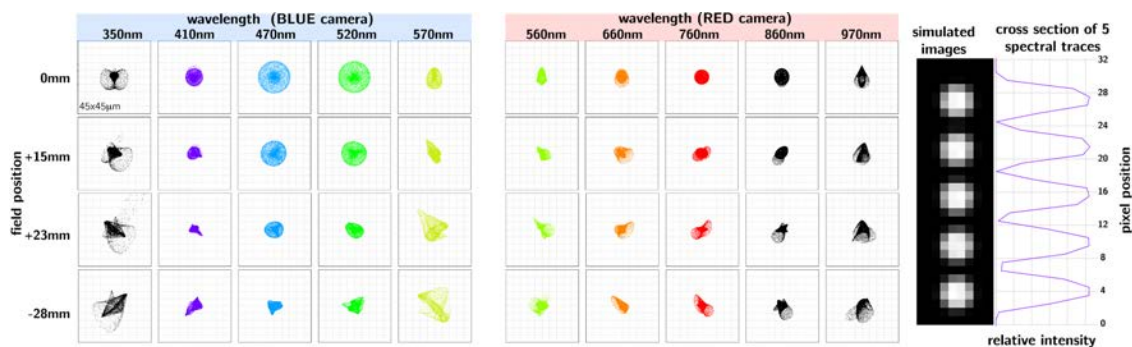 wavelength (BLUE camera)
350nm 410nm 470nm 520nm 570nm
wavelength (RED camera)
560nm 660nm 760nm 860nm 970nm
simulated
images
cross section of 5
spectral traces
field position
0mm
45x45μm
+15mm
+23mm
-28mm
32
28
24
20
16
12
8
4
0
pixel position
relative intensity